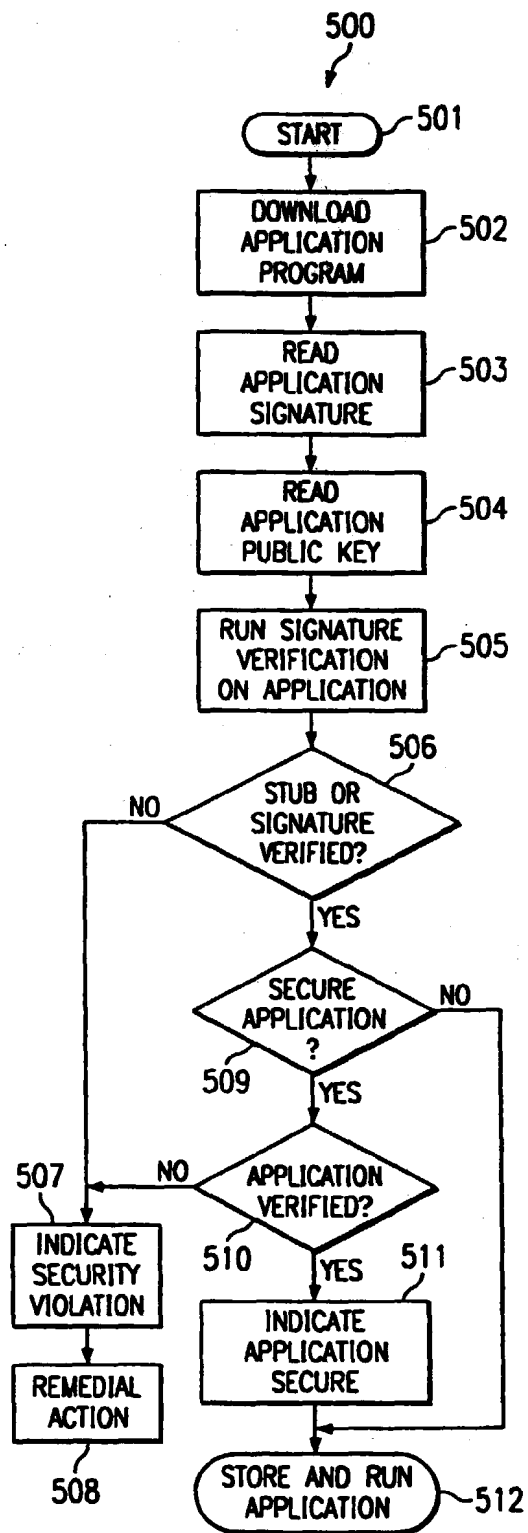 500
START
501
DOWNLOAD
APPLICATION
PROGRAM
502
READ
APPLICATION
SIGNATURE
503
READ
APPLICATION
PUBLIC KEY
504
RUN SIGNATURE
VERIFICATION
ON APPLICATION
505
506
STUB OR
SIGNATURE
VERIFIED?
NO
YES
SECURE
APPLICATION
?
509
NO
YES
APPLICATION
VERIFIED?
510
NO
YES
507
INDICATE
SECURITY
VIOLATION
511
INDICATE
APPLICATION
SECURE
REMEDIAL
ACTION
508
STORE AND RUN
APPLICATION
512